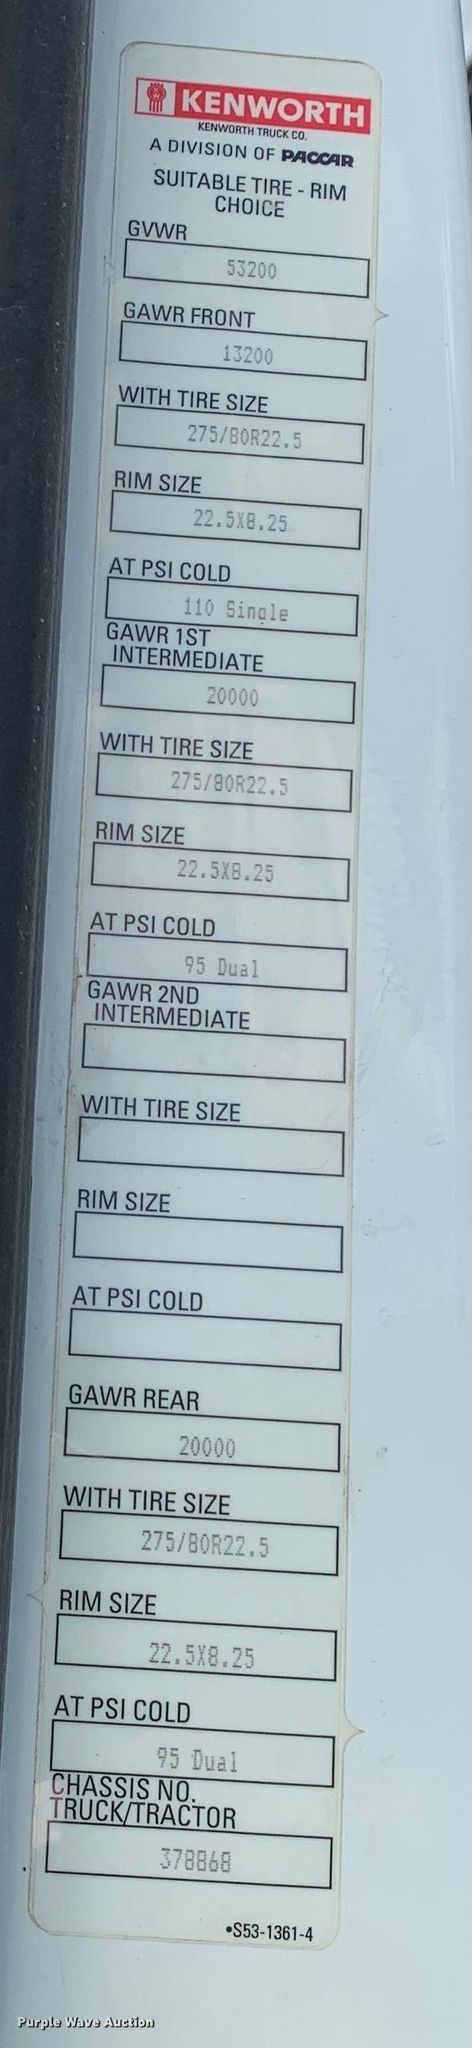 KENWORTH
KENWORTH TRUCK CO.
A DIVISION OF PACCAR
SUITABLE TIRE - RIM
CHOICE
GVWR
53200
GAWR FRONT
13200
WITH TIRE SIZE
275/80R22.5
RIM SIZE
22.5X8.25
AT PSI COLD
110 Single
GAWR 1ST
INTERMEDIATE
20000
WITH TIRE SIZE
275/80R22.5
RIM SIZE
22.5X8.25
AT PSI COLD
95 Dual
GAWR 2ND
INTERMEDIATE
WITH TIRE SIZE
RIM SIZE
AT PSI COLD
GAWR REAR
20000
WITH TIRE SIZE
275/80R22.5
RIM SIZE
22.5X8.25
AT PSI COLD
95 Dual
CHASSIS NO.
TRUCK/TRACTOR
378868
•S53-1361-4
Purple Wave Auction